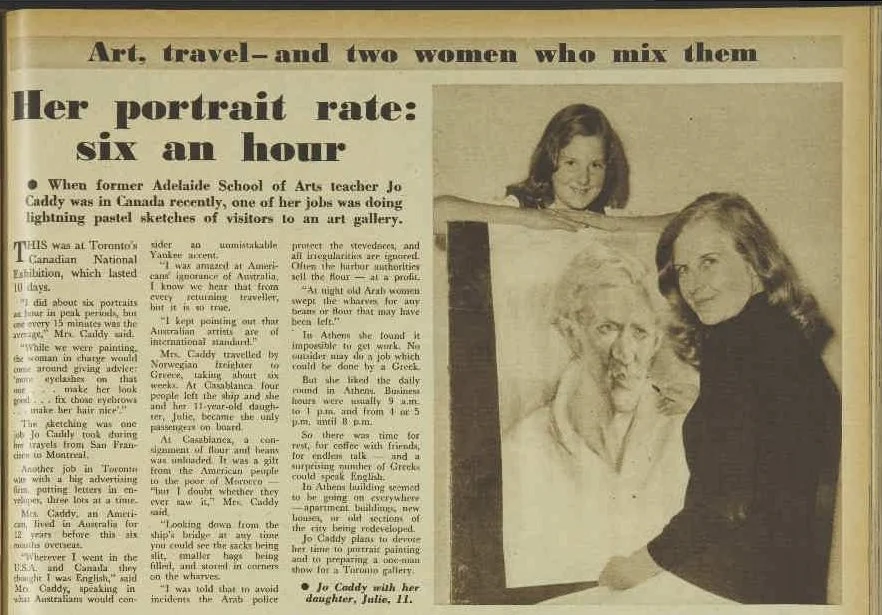 Art, travel—and two women who mix them
Her portrait rate:
six an hour
● When former Adelaide School of Arts teacher Jo
Caddy was in Canada recently, one of her jobs was doing
lightning pastel sketches of visitors to an art gallery.
THIS was at Toronto's
Canadian National
Exhibition, which lasted
10 days.
"I did about six portraits
an hour in peak periods, but
one every 15 minutes was the
average," Mrs. Caddy said.
"While we were painting,
the woman in charge would
come around giving advice:
'more eyelashes on that
one . . . make her look
good . . . fix those eyebrows
. . . make her hair nice'."
The sketching was one
job Jo Caddy took during
her travels from San Fran-
cisco to Montreal.
Another job in Toronto
was with a big advertising
firm, putting letters in en-
velopes, three lots at a time.
Mrs. Caddy, an Ameri-
can, lived in Australia for
12 years before this six
months overseas.
"Wherever I went in the
U.S.A. and Canada they
thought I was English," said
Mrs. Caddy, speaking in
what Australians would con-
sider an unmistakable
Yankee accent.
"I was amazed at Ameri-
cans' ignorance of Australia.
I know we hear that from
every returning traveller,
but it is so true.
"I kept pointing out that
Australian artists are of
international standard."
Mrs. Caddy travelled by
Norwegian freighter to
Greece, taking about six
weeks. At Casablanca four
people left the ship and she
and her 11-year-old daugh-
ter, Julie, became the only
passengers on board.
At Casablanca, a con-
signment of flour and beans
was unloaded. It was a gift
from the American people
to the poor of Morocco —
"but I doubt whether they
ever saw it," Mrs. Caddy
said.
"Looking down from the
ship's bridge at any time
you could see the sacks being
slit, smaller bags being
filled, and stored in corners
on the wharves.
"I was told that to avoid
incidents the Arab police
protect the stevedores, and
all irregularities are ignored.
Often the harbor authorities
sell the flour — at a profit.
"At night old Arab women
swept the wharves for any
beans or flour that may have
been left."
In Athens she found it
impossible to get work. No
outsider may do a job which
could be done by a Greek.
But she liked the daily
round in Athens. Business
hours were usually 9 a.m.
to 1 p.m. and from 4 or 5
p.m. until 8 p.m.
So there was time for
rest, for coffee with friends,
for endless talk — and a
surprising number of Greeks
could speak English.
In Athens building seemed
to be going on everywhere
—apartment buildings, new
houses, or old sections of
the city being redeveloped.
Jo Caddy plans to devote
her time to portrait painting
and to preparing a one-man
show for a Toronto gallery.
● Jo Caddy with her
daughter, Julie, 11.